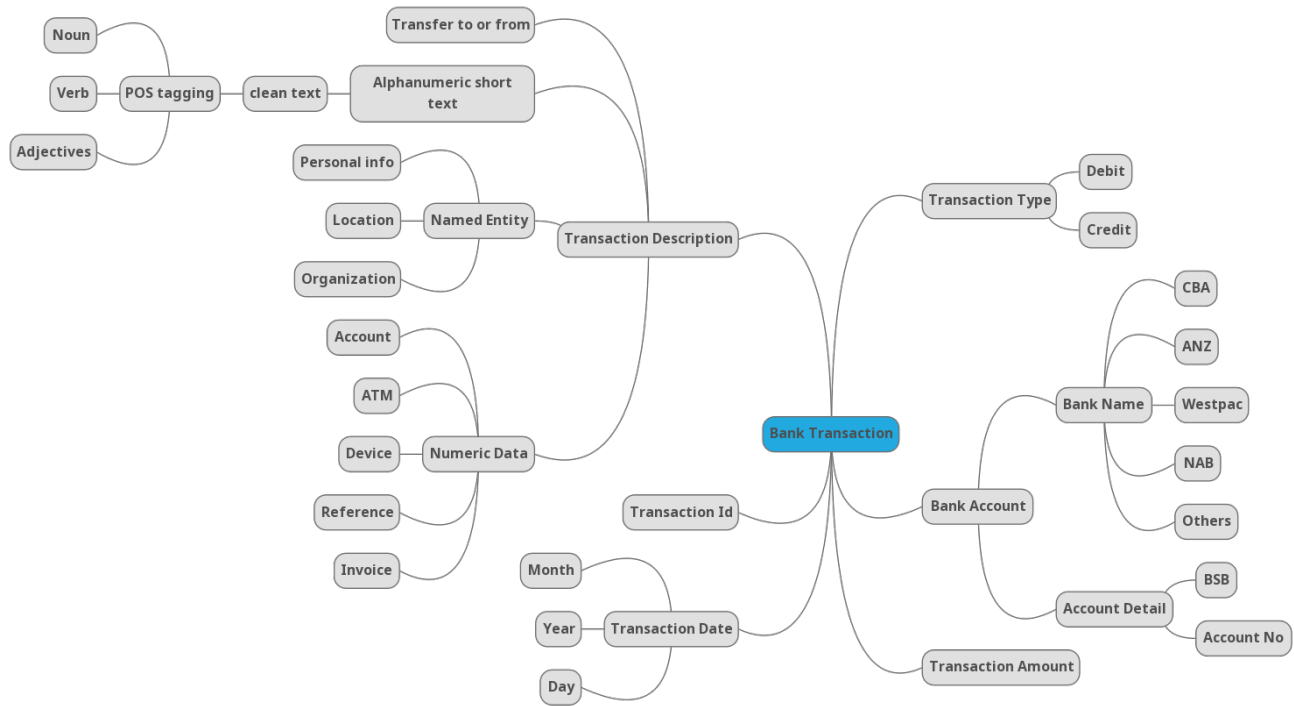 Transfer to or from
Noun
Alphanumeric short
text
Verb
POS tagging
clean text
Adjectives
Personal info
Location
Named Entity
Organization
Transaction Description
Account
ATM
Device
Numeric Data
Reference
Invoice
Transaction Type
Debit
Credit
Bank Transaction
CBA
ANZ
Bank Name
Westpac
NAB
Others
Bank Account
Transaction Id
BSB
Account Detail
Account No
Month
Year
Transaction Date
Day
Transaction Amount